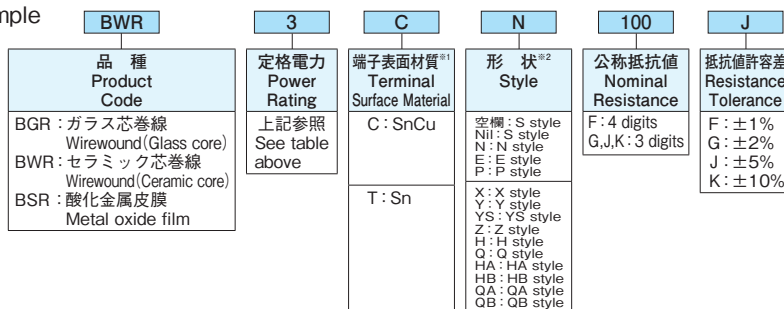 mple
BWR 3 C N 100 J
品種
Product
Code
BGR：ガラス芯巻線
Wirewound(Glass core)
BWR：セラミック芯巻線
Wirewound(Ceramic core)
BSR：酸化金属皮膜
Metal oxide film
定格電力
Power
Rating
上記参照
See table
above
端子表面材質※1
Terminal
Surface Material
C：SnCu
T：Sn
形状※2
Style
空欄：S style
Nil：S style
N：N style
E：E style
P：P style
X：X style
Y：Y style
YS：YS style
Z：Z style
H：H style
Q：Q style
HA：HA style
HB：HB style
QA：QA style
QB：QB style
公称抵抗値
Nominal
Resistance
F：4 digits
G,J,K：3 digits
抵抗値許容差
Resistance
Tolerance
F：±1%
G：±2%
J：±5%
K：±10%